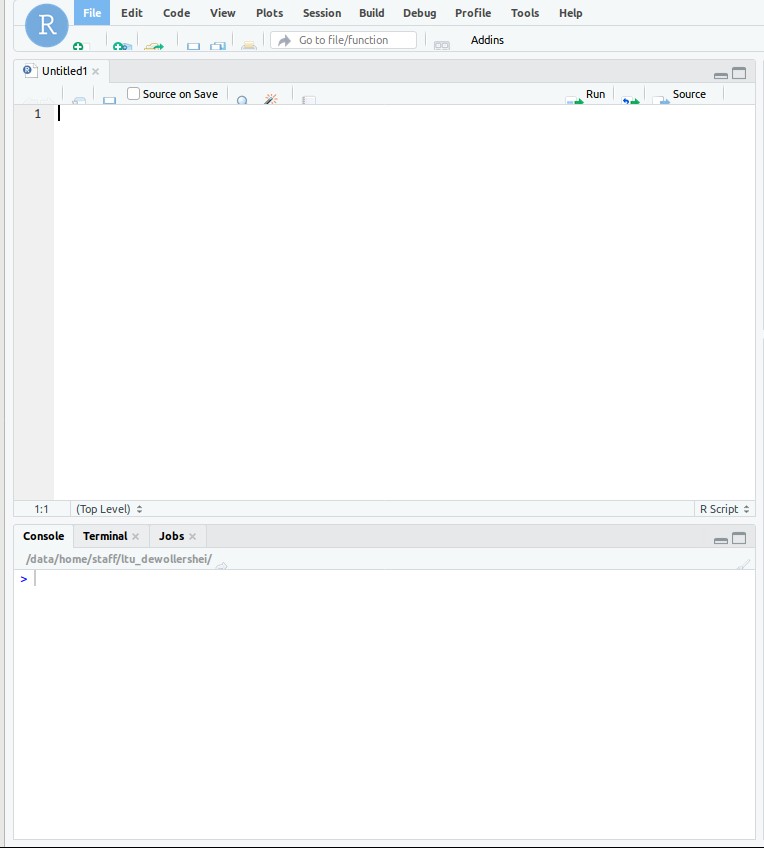 R File Edit Code View Plots Session Build Debug Profile Tools Help
Go to file/function Addins
R Untitled1
Source on Save Run Source
1
1:1 (Top Level) R Script
Console Terminal Jobs
/data/home/staff/ltu_dewollershei/
>